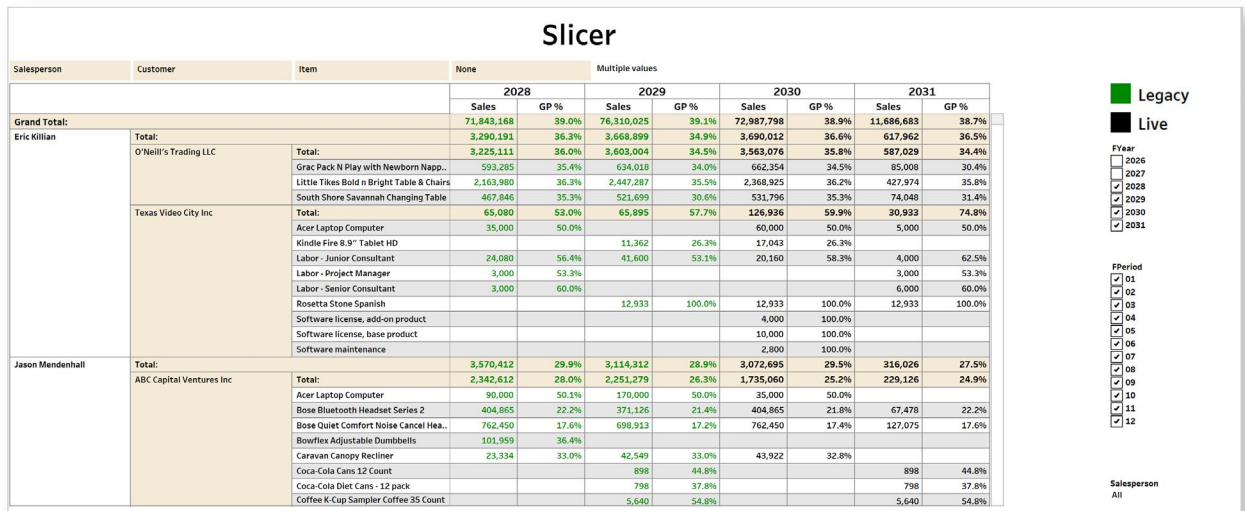 Slicer
Salesperson Customer Item None Multiple values
2028 2029 2030 2031
Sales GP % Sales GP % Sales GP % Sales GP %
Grand Total: 71,843,168 39.0% 76,310,025 39.1% 72,987,798 38.9% 11,686,683 38.7%
Eric Killian Total: 3,290,191 36.3% 3,668,899 34.9% 3,690,012 36.6% 617,962 36.5%
O'Neill's Trading LLC Total: 3,225,111 36.0% 3,603,004 34.5% 3,563,076 35.8% 587,029 34.4%
Grac Pack N Play with Newborn Napp.. 593,285 35.4% 634,018 34.0% 662,354 34.5% 85,008 30.4%
Little Tikes Bold n Bright Table & Chairs 2,163,980 36.3% 2,447,287 35.5% 2,368,925 36.2% 427,974 35.8%
South Shore Savannah Changing Table 467,846 35.3% 521,699 30.6% 531,796 35.3% 74,048 31.4%
Texas Video City Inc Total: 65,080 53.0% 65,895 57.7% 126,936 59.9% 30,933 74.8%
Acer Laptop Computer 35,000 50.0% 60,000 50.0% 5,000 50.0%
Kindle Fire 8.9" Tablet HD 11,362 26.3% 17,043 26.3%
Labor - Junior Consultant 24,080 56.4% 41,600 53.1% 20,160 58.3% 4,000 62.5%
Labor - Project Manager 3,000 53.3% 3,000 53.3%
Labor - Senior Consultant 3,000 60.0% 6,000 60.0%
Rosetta Stone Spanish 12,933 100.0% 12,933 100.0% 12,933 100.0%
Software license, add-on product 4,000 100.0%
Software license, base product 10,000 100.0%
Software maintenance 2,800 100.0%
Jason Mendenhall Total: 3,570,412 29.9% 3,114,312 28.9% 3,072,695 29.5% 316,026 27.5%
ABC Capital Ventures Inc Total: 2,342,612 28.0% 2,251,279 26.3% 1,735,060 25.2% 229,126 24.9%
Acer Laptop Computer 90,000 50.1% 170,000 50.0% 35,000 50.0%
Bose Bluetooth Headset Series 2 404,865 22.2% 371,126 21.4% 404,865 21.8% 67,478 22.2%
Bose Quiet Comfort Noise Cancel Hea.. 762,450 17.6% 698,913 17.2% 762,450 17.4% 127,075 17.6%
Bowflex Adjustable Dumbbells 101,959 36.4%
Caravan Canopy Recliner 23,334 33.0% 42,549 33.0% 43,922 32.8%
Coca-Cola Cans 12 Count 898 44.8% 898 44.8%
Coca-Cola Diet Cans - 12 pack 798 37.8% 798 37.8%
Coffee K-Cup Sampler Coffee 35 Count 5,640 54.8% 5,640 54.8%
Legacy
Live
FYear
2026
2027
2028
2029
2030
2031
FPeriod
01
02
03
04
05
06
07
08
09
10
11
12
Salesperson
All